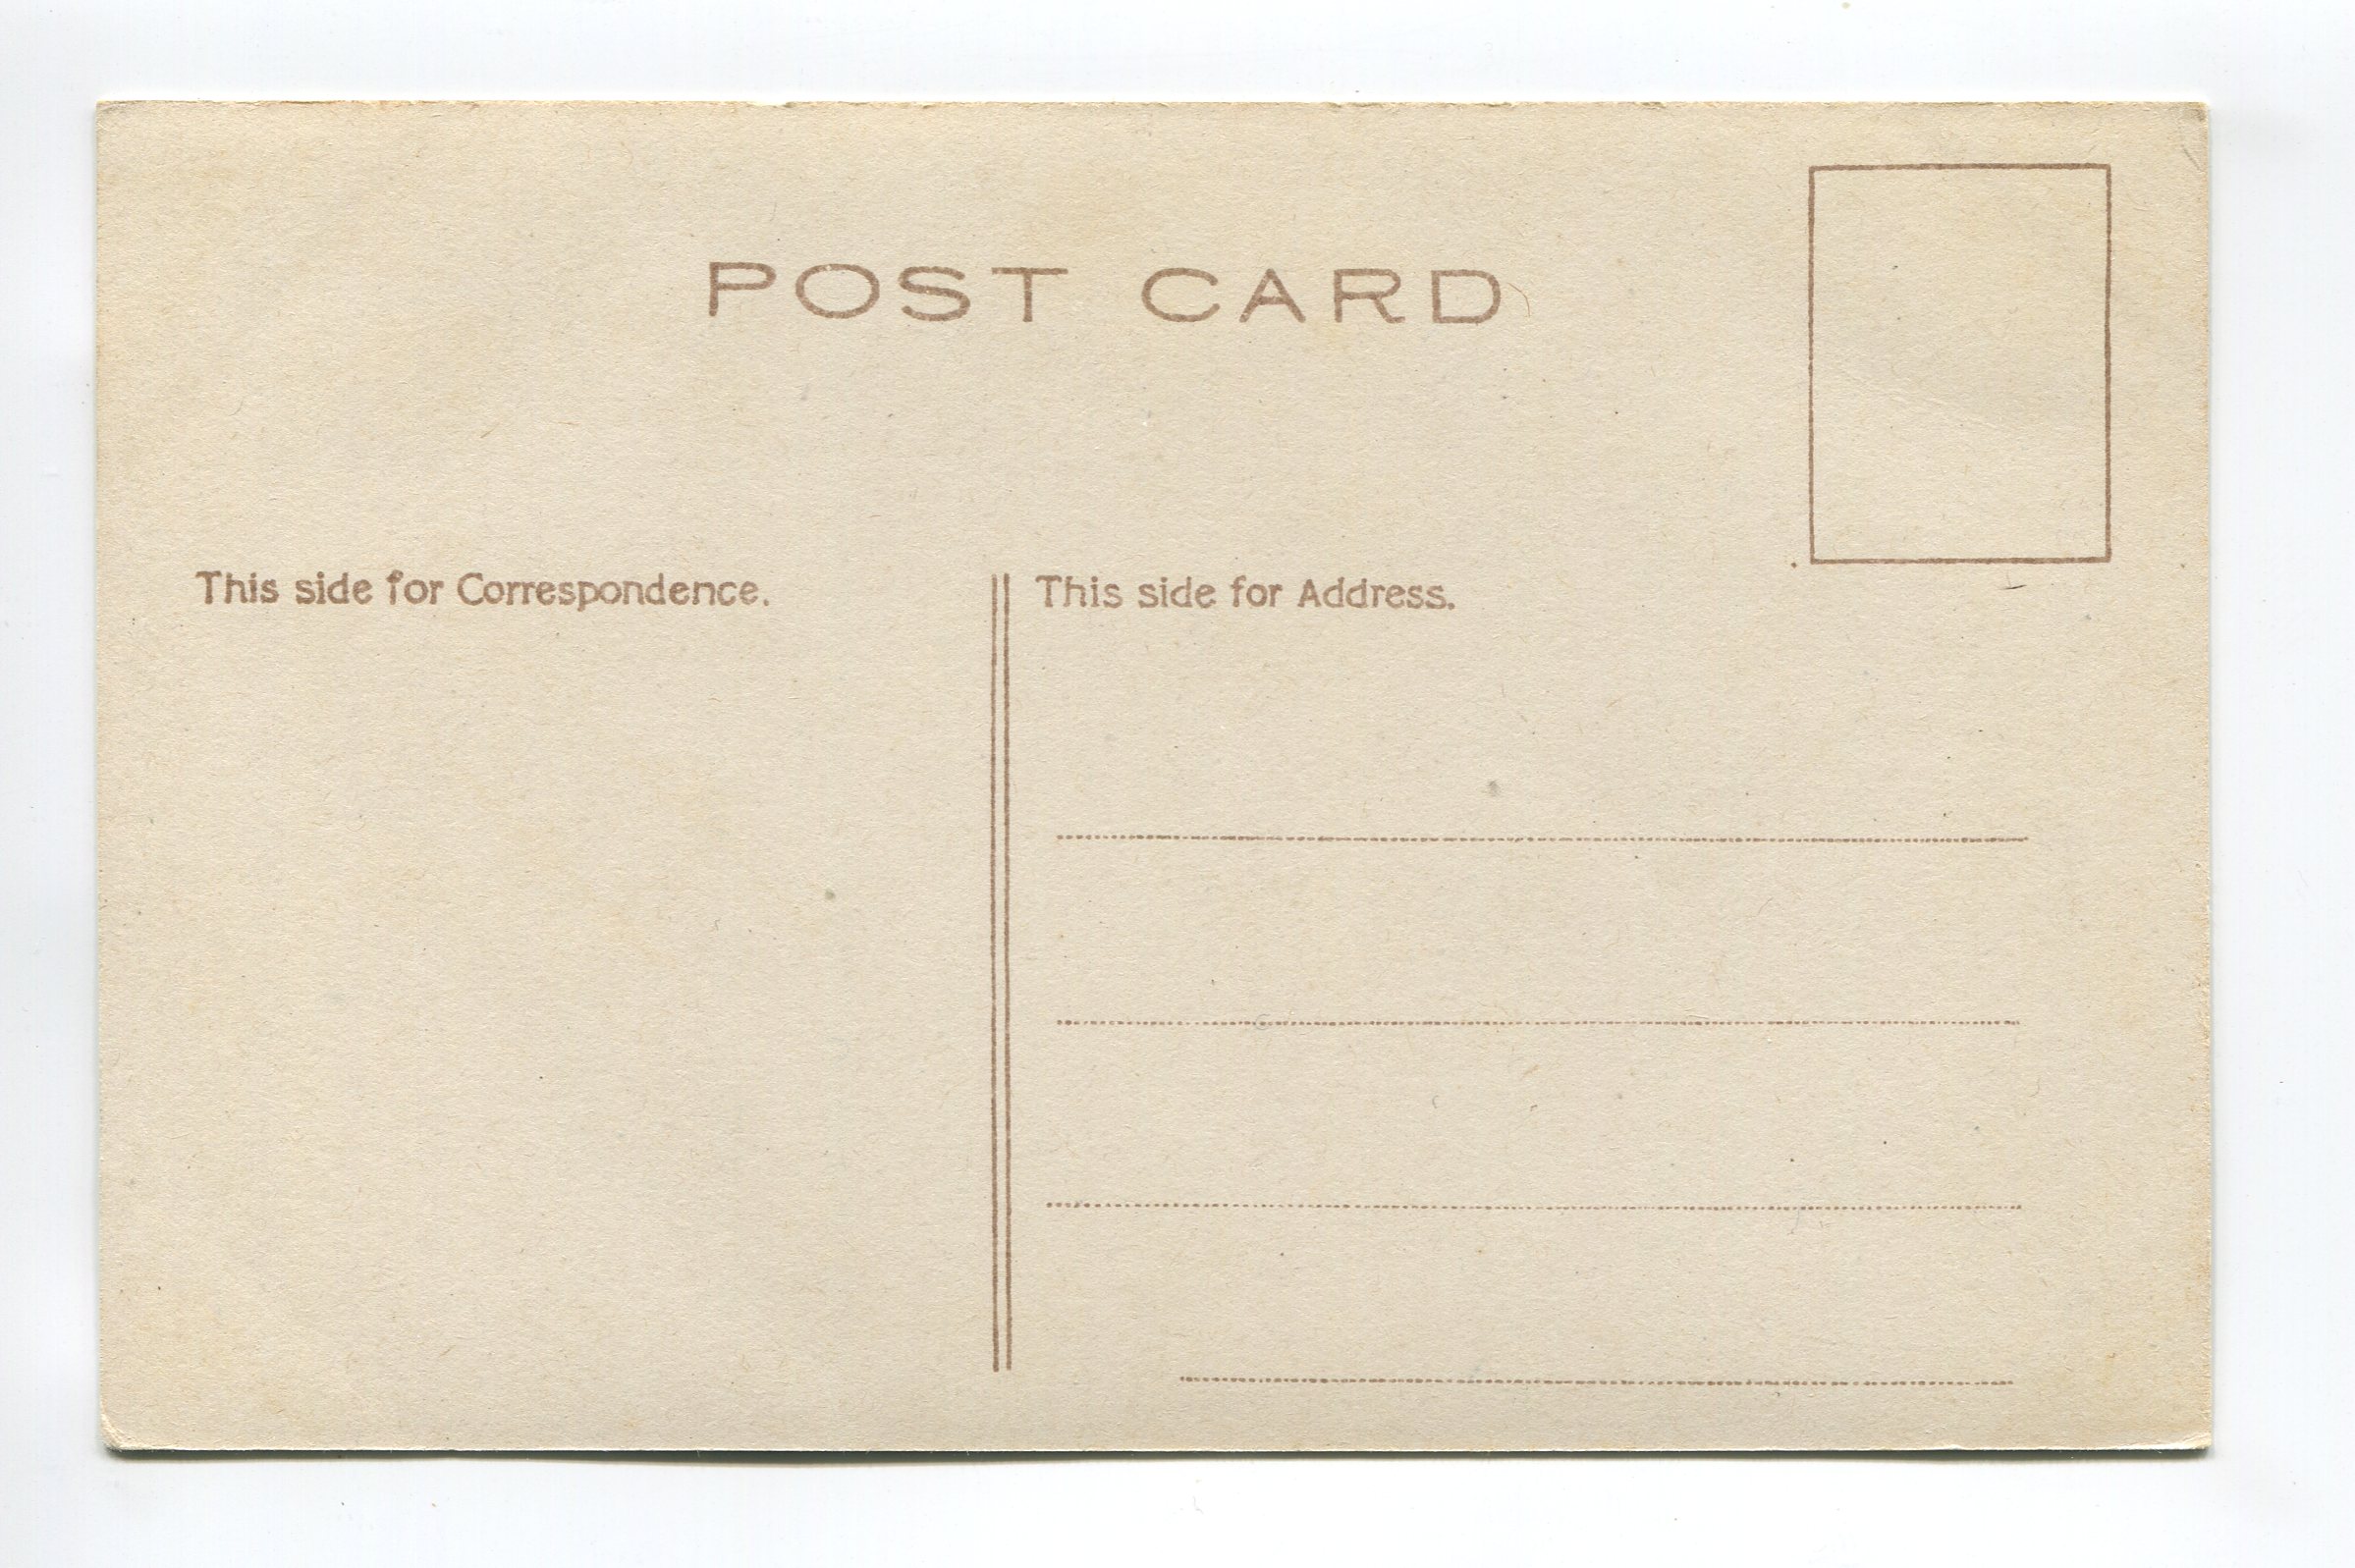 POST CARD
This side for Correspondence.
This side for Address.